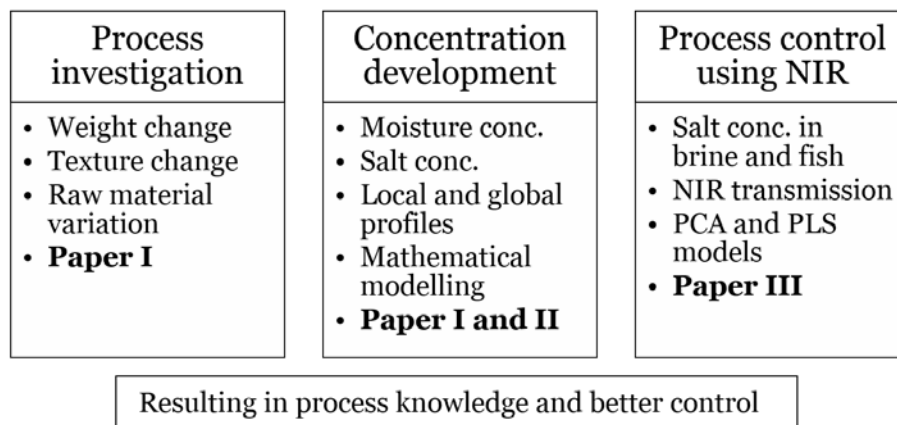 Process
investigation
• Weight change
• Texture change
• Raw material
variation
• Paper I
Concentration
development
• Moisture conc.
• Salt conc.
• Local and global
profiles
• Mathematical
modelling
• Paper I and II
Process control
using NIR
• Salt conc. in
brine and fish
• NIR transmission
• PCA and PLS
models
• Paper III
Resulting in process knowledge and better control